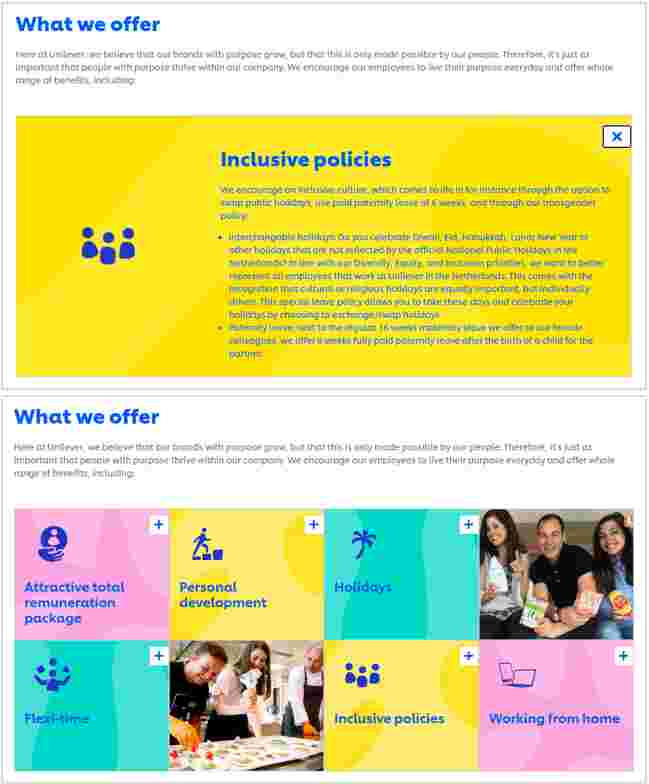 What we offer
Here at Unilever, we believe that our brands with purpose grow, but that this is only made possible by our people. Therefore, it's just as
important that people with purpose thrive within our company. We encourage our employees to live their purpose everyday and offer whole
range of benefits, including:
Inclusive policies
We encourage an inclusive culture, which comes to life in for instance through the option to
swap public holidays, use paid paternity leave of 6 weeks, and through our transgender
policy:
• Interchangable holidays: Do you celebrate Diwali, Eid, Hanukkah, Lunar New Year or
other holidays that are not reflected by the official National Public Holidays in the
Netherlands? In line with our Diversity, Equity, and Inclusion priorities, we want to better
represent all employees that work at Unilever in the Netherlands. This comes with the
recognition that cultural or religious holidays are equally important, but individually
driven. This special leave policy allows you to take these days and celebrate your
holidays by choosing to exchange/swap holidays
• Paternity leave: next to the regular 16 weeks maternity leave we offer to our female
colleagues, we offer 6 weeks fully paid paternity leave after the birth of a child for the
partner.
What we offer
Here at Unilever, we believe that our brands with purpose grow, but that this is only made possible by our people. Therefore, it's just as
important that people with purpose thrive within our company. We encourage our employees to live their purpose everyday and offer whole
range of benefits, including:
Attractive total
remuneration
package
Personal
development
Holidays
Flexi-time
Inclusive policies
Working from home